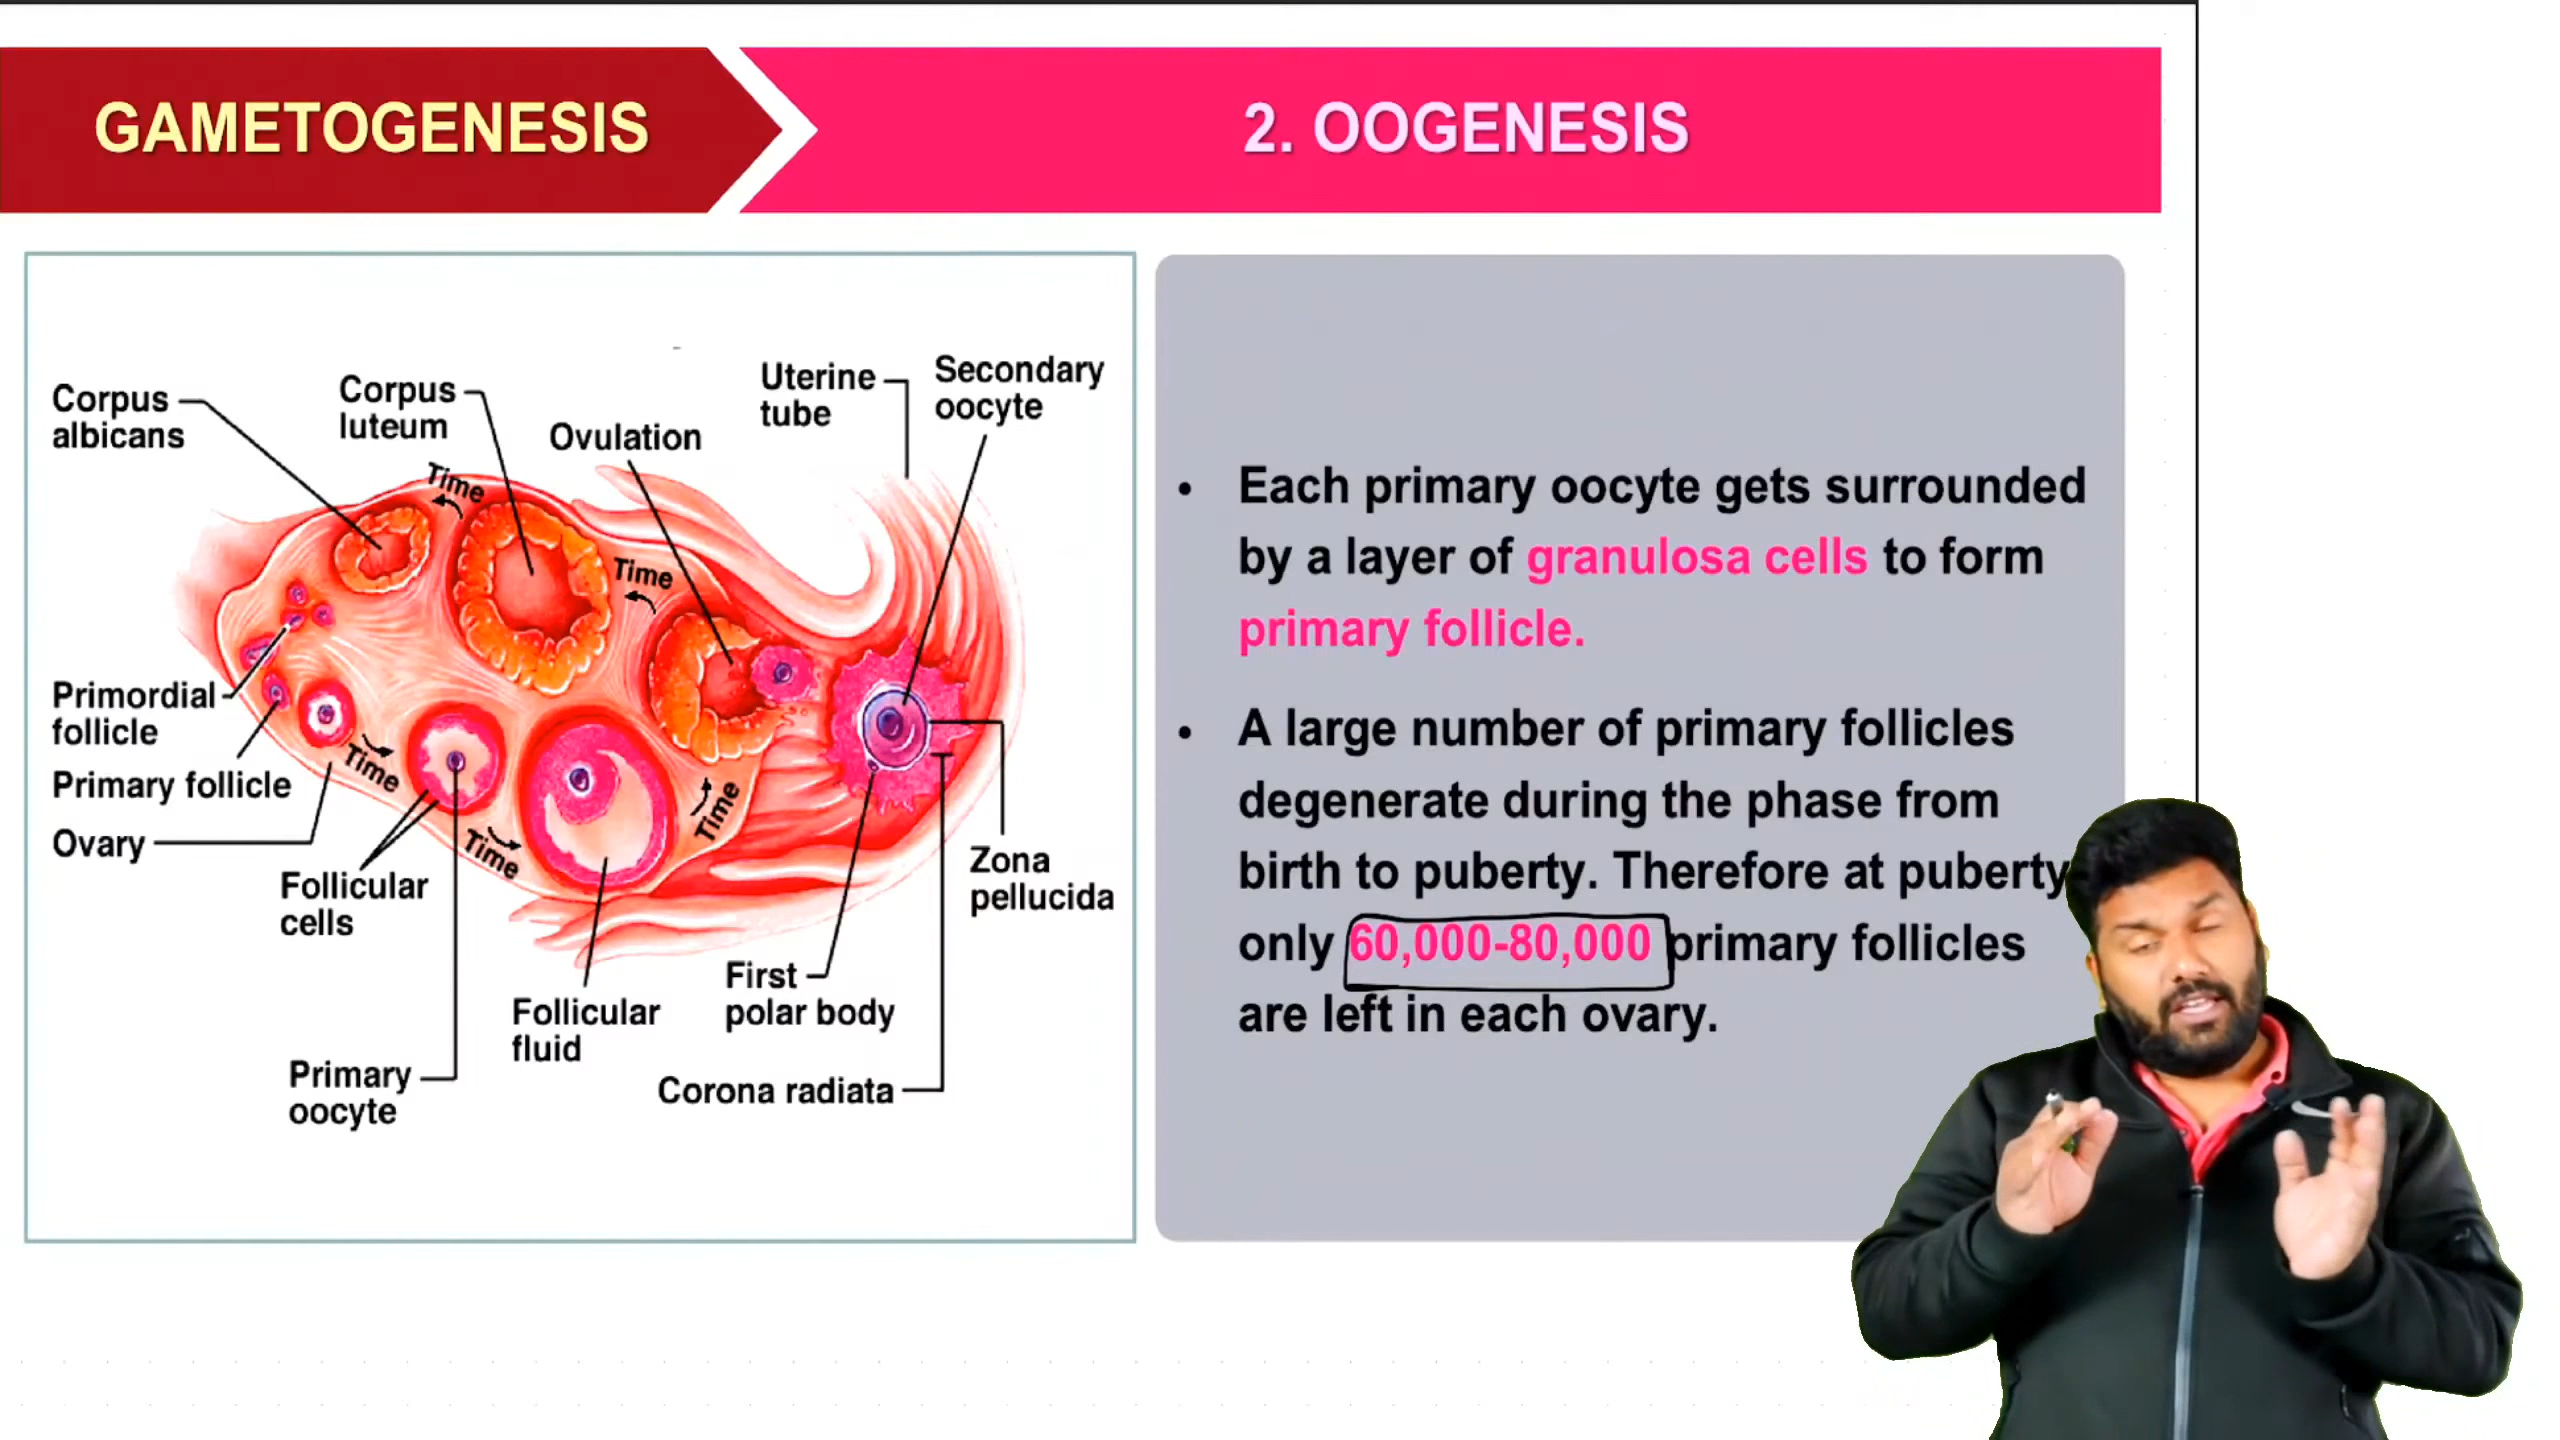 GAMETOGENESIS
2. OOGENESIS
Corpus
albicans
Corpus
luteum
Ovulation
Uterine
tube
Secondary
oocyte
Time
Time
Primordial
follicle
Primary follicle
Ovary
Time
Time
Time
Follicular
cells
Primary
oocyte
Follicular
fluid
First
polar body
Corona radiata
Zona
pellucida
• Each primary oocyte gets surrounded
by a layer of granulosa cells to form
primary follicle.
• A large number of primary follicles
degenerate during the phase from
birth to puberty. Therefore at puberty
only 60,000-80,000 primary follicles
are left in each ovary.